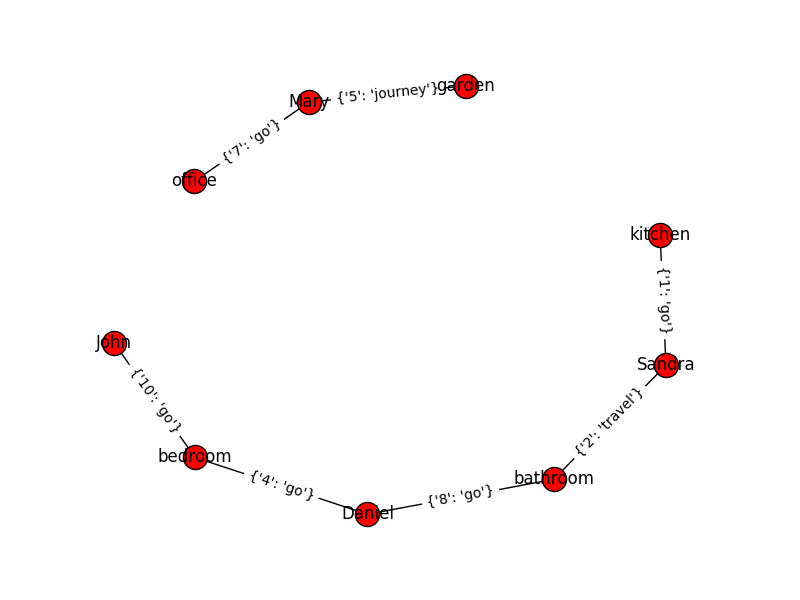 garden
{'5': 'journey'}
Mary
{'7': 'go'}
office
kitchen
{'1': 'go'}
John
Sandra
{'10': 'go'}
{'2': 'travel'}
bedroom
bathroom
{'4': 'go'}
{'8': 'go'}
Daniel